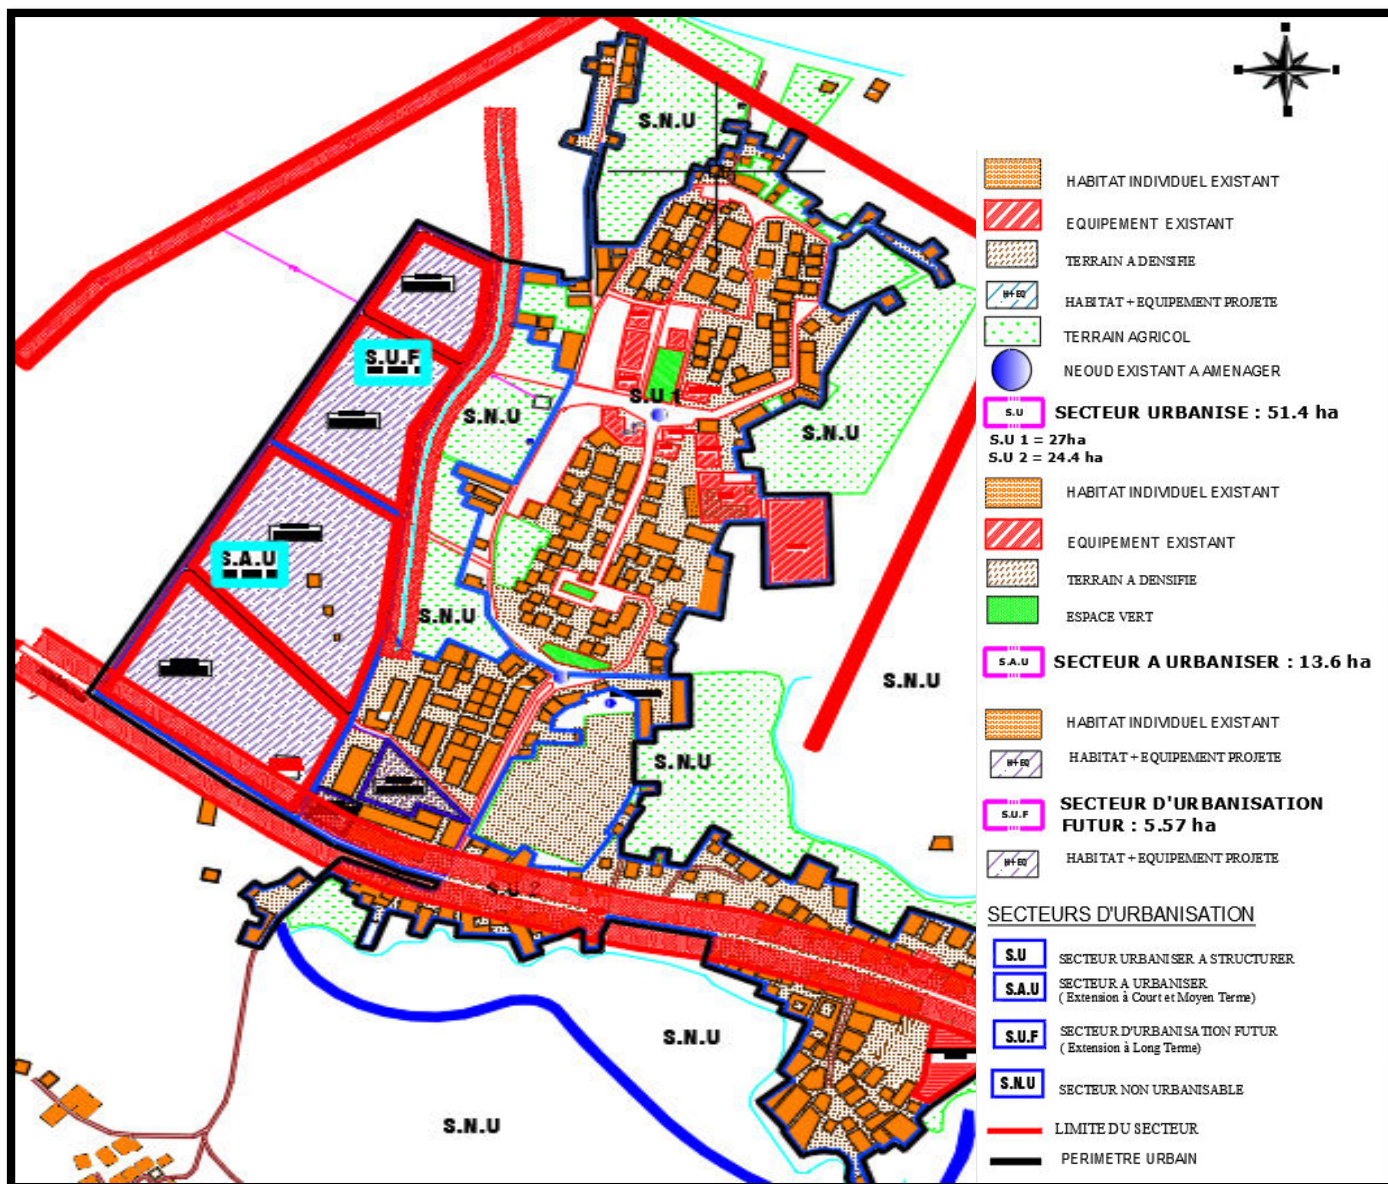 S.N.U
S.U.F
S.N.U
S.U 1
S.N.U
S.A.U
S.N.U
S.N.U
S.N.U
S.U 2
S.N.U
S.N.U
HABITAT INDIVIDUEL EXISTANT
EQUIPEMENT EXISTANT
TERRAIN A DENSIFIE
H+EQ HABITAT + EQUIPEMENT PROJETE
TERRAIN AGRICOL
NEOUD EXISTANT A AMENAGER
S.U SECTEUR URBANISE : 51.4 ha
S.U 1 = 27ha
S.U 2 = 24.4 ha
HABITAT INDIVIDUEL EXISTANT
EQUIPEMENT EXISTANT
TERRAIN A DENSIFIE
ESPACE VERT
S.A.U SECTEUR A URBANISER : 13.6 ha
HABITAT INDIVIDUEL EXISTANT
H+EQ HABITAT + EQUIPEMENT PROJETE
S.U.F SECTEUR D'URBANISATION
FUTUR : 5.57 ha
H+EQ HABITAT + EQUIPEMENT PROJETE
SECTEURS D'URBANISATION
S.U SECTEUR URBANISER A STRUCTURER
S.A.U SECTEUR A URBANISER
( Extension à Court et Moyen Terme)
S.U.F SECTEUR D'URBANISATION FUTUR
( Extension à Long Terme)
S.N.U SECTEUR NON URBANISABLE
LIMITE DU SECTEUR
PERIMETRE URBAIN